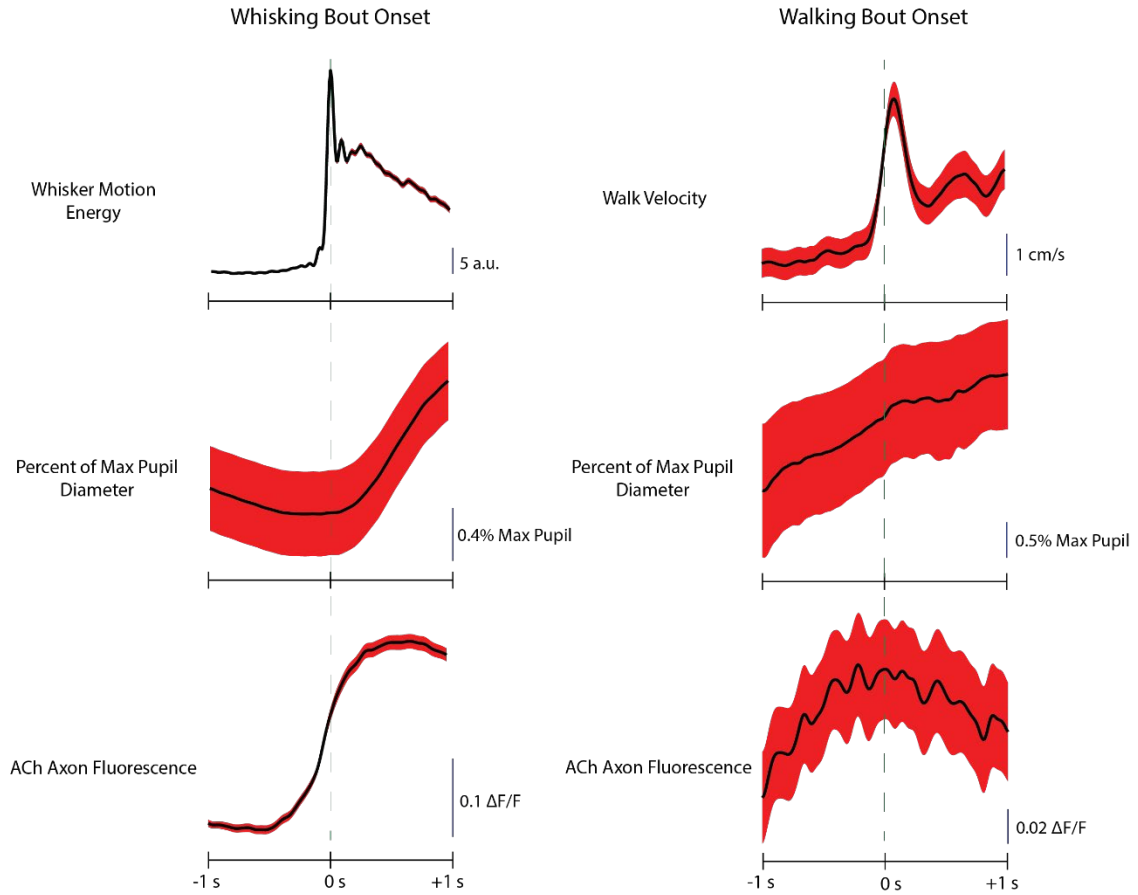 Whisking Bout Onset
Walking Bout Onset
Whisker Motion
Energy
5 a.u.
Walk Velocity
1 cm/s
Percent of Max Pupil
Diameter
0.4% Max Pupil
Percent of Max Pupil
Diameter
0.5% Max Pupil
ACh Axon Fluorescence
0.1 ΔF/F
ACh Axon Fluorescence
0.02 ΔF/F
-1 s
0 s
+1 s
-1 s
0 s
+1 s